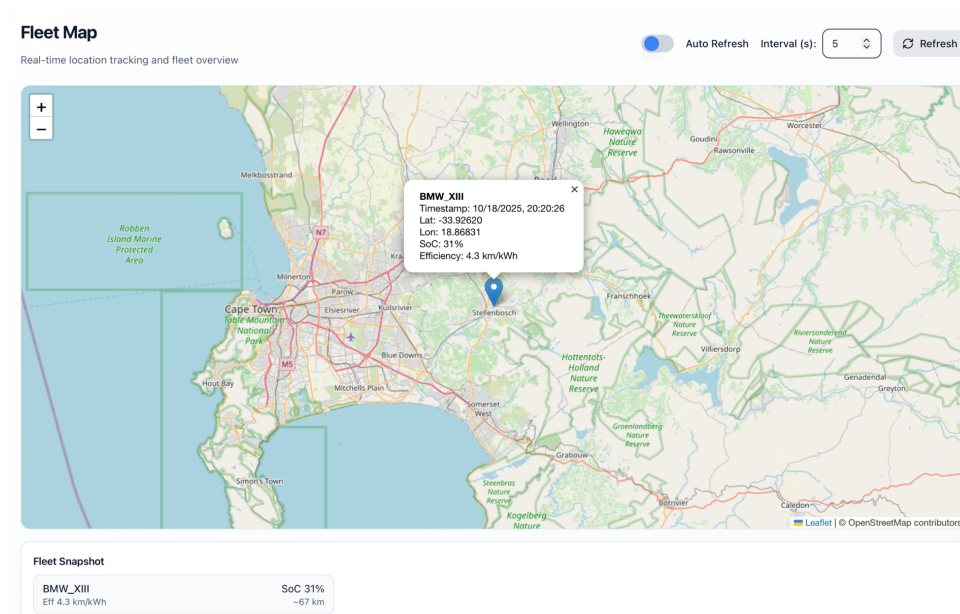 Fleet Map
Real-time location tracking and fleet overview
Auto Refresh
Interval (s):
5
Refresh
+
−
Wellington
Haweqwa
Nature
Reserve
Goudini
Rawsonville
Worcester
Melkbosstrand
BMW_XIII
×
Timestamp: 10/18/2025, 20:20:26
Lat: -33.92620
Lon: 18.86831
SoC: 31%
Efficiency: 4.3 km/kWh
Robben
Island Marine
Protected
Area
N7
Milnerton
Parow
Elsiesrivier
Kuilsrivier
Cape Town
Table Mountain
National
Park
Stellenbosch
Franschhoek
Threwaterskloof
Nature
Reserve
Riviersonderend
Nature
Reserve
Villiersdorp
M5
Blue Downs
Hottentots-
Holland
Nature
Reserve
Hout Bay
Mitchells Plain
Genadendal
Greyton
Somerset
West
Groenlandberg
Nature
Reserve
Grabouw
Simon's Town
Steenbras
Nature
Reserve
Botrivier
Caledon
Kogelberg
Nature
Leaflet | © OpenStreetMap contributors
Fleet Snapshot
BMW_XIII
SoC 31%
Eff 4.3 km/kWh
~67 km